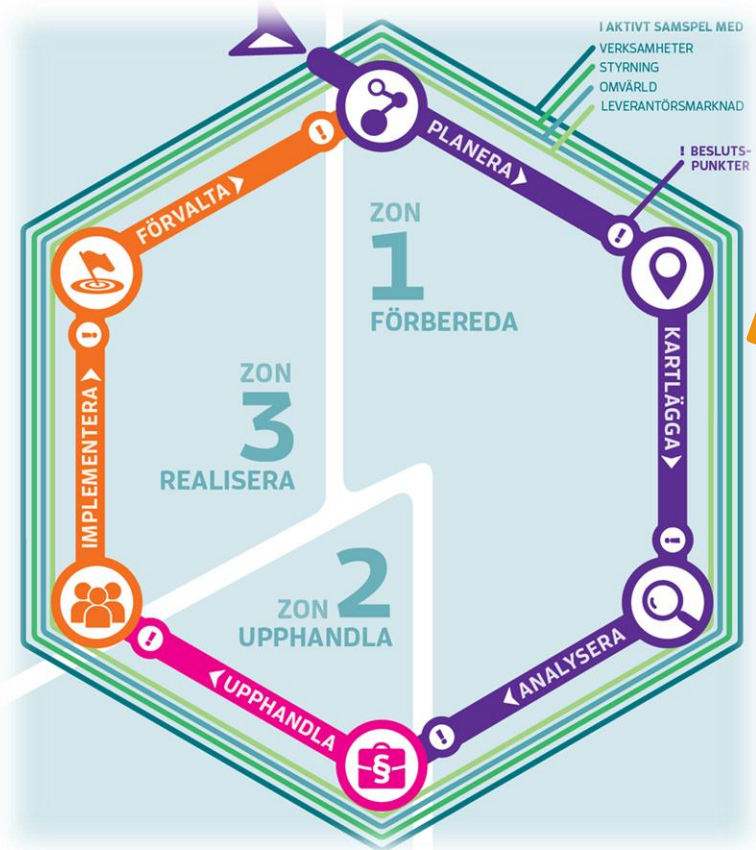 I AKTIVT SAMSPEL MED
VERKSAMHETER
STYRNING
OMVÄRLD
LEVERANTÖRSMARKNAD
! BESLUTS-
PUNKTER
PLANERA
!
KARTLÄGGA
!
ANALYSERA
!
§
UPPHANDLA
!
IMPLEMENTERA
!
FÖRVALTA
!
ZON
1
FÖRBEREDA
ZON
3
REALISERA
ZON 2
UPPHANDLA